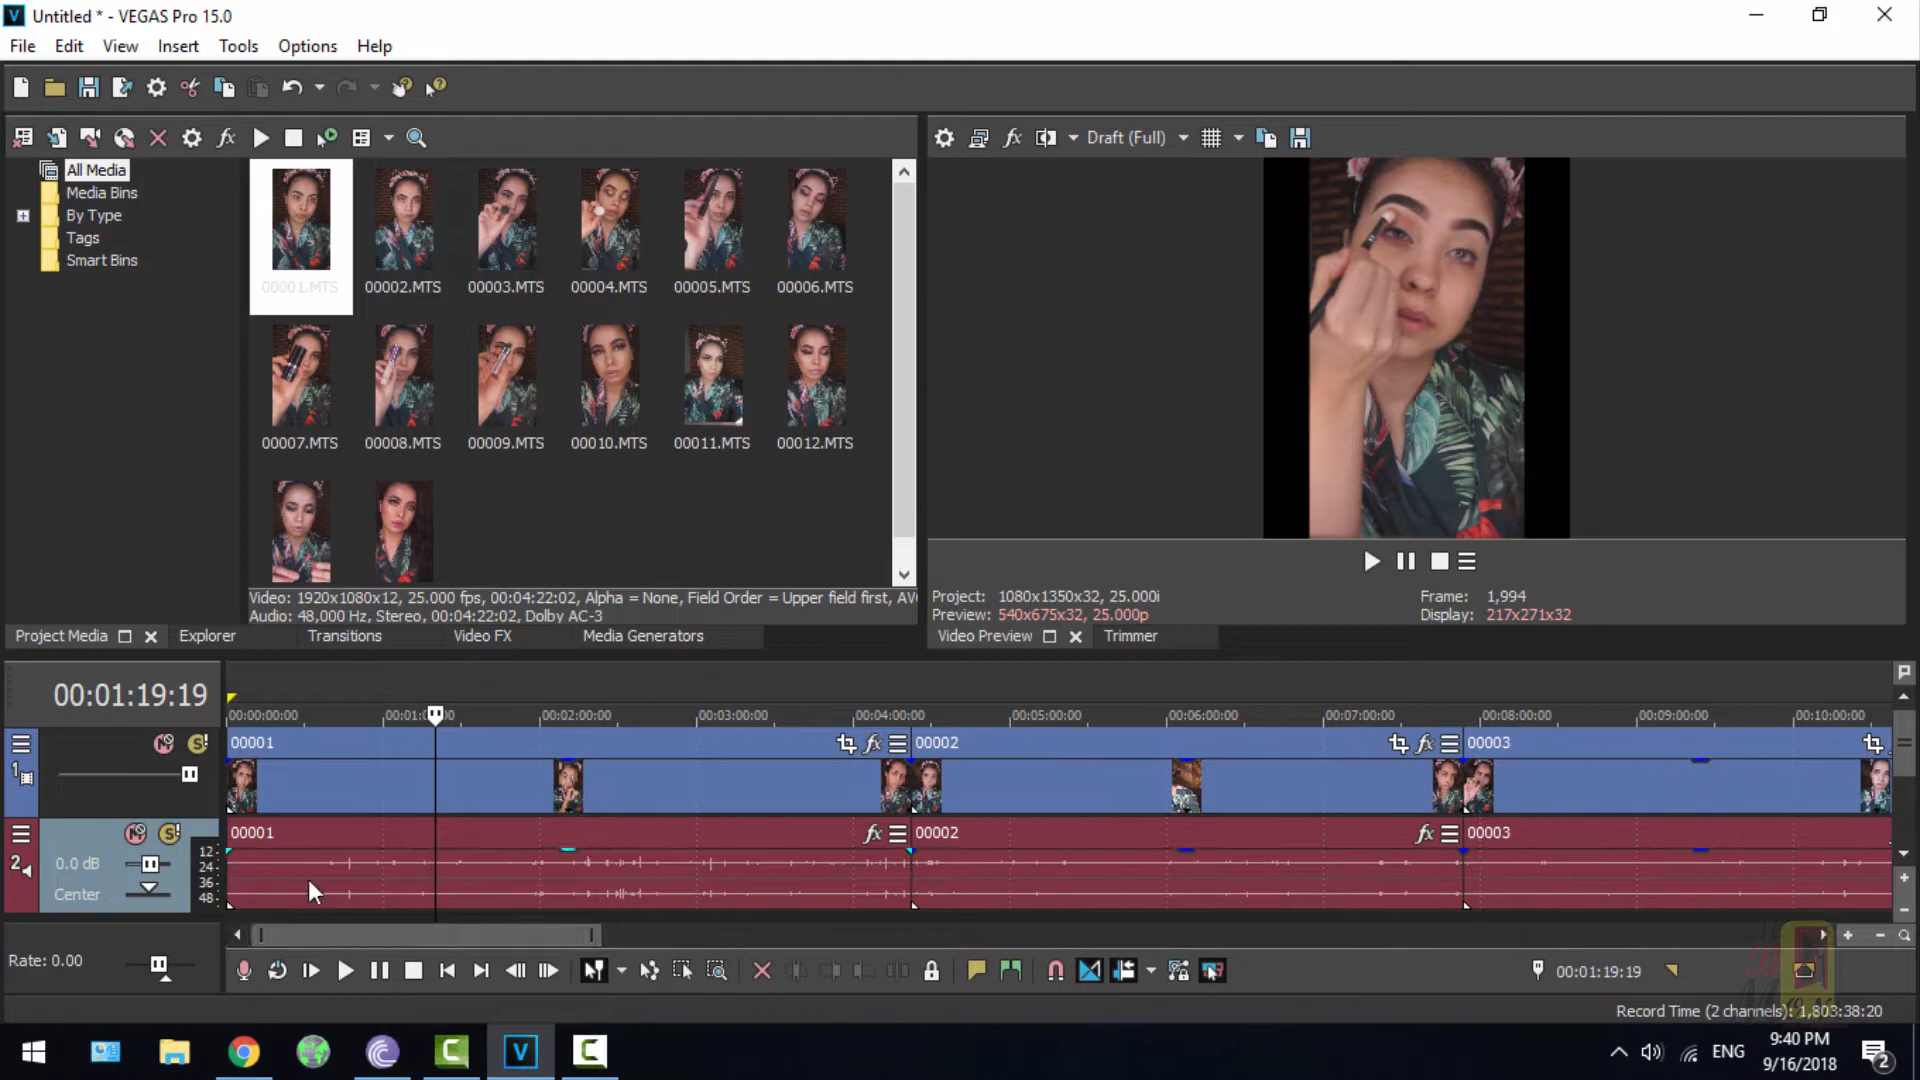 Untitled * - VEGAS Pro 15.0
File Edit View Insert Tools Options Help
Draft (Full)
All Media
Media Bins
By Type
Tags
Smart Bins
00001.MTS 00002.MTS 00003.MTS 00004.MTS 00005.MTS 00006.MTS
00007.MTS 00008.MTS 00009.MTS 00010.MTS 00011.MTS 00012.MTS
Video: 1920x1080x12, 25.000 fps, 00:04:22:02, Alpha = None, Field Order = Upper field first, AV
Audio: 48,000 Hz, Stereo, 00:04:22:02, Dolby AC-3
Project: 1080x1350x32, 25.000i
Preview: 540x675x32, 25.000p
Frame: 1,994
Display: 217x271x32
Project Media Explorer Transitions Video FX Media Generators
Video Preview Trimmer
00:01:19:19
00:00:00:00 00:01:0 00 00:02:00:00 00:03:00:00 00:04:00:00 00:05:00:00 00:06:00:00 00:07:00:00 00:08:00:00 00:09:00:00 00:10:00:00
00001 fx 00002 fx 00003
1
00001 fx 00002 fx 00003
2
0.0 dB
Center
12
24
36
48
Rate: 0.00
00:01:19:19
Record Time (2 channels): 1,803:38:20
ENG
9:40 PM
9/16/2018
2